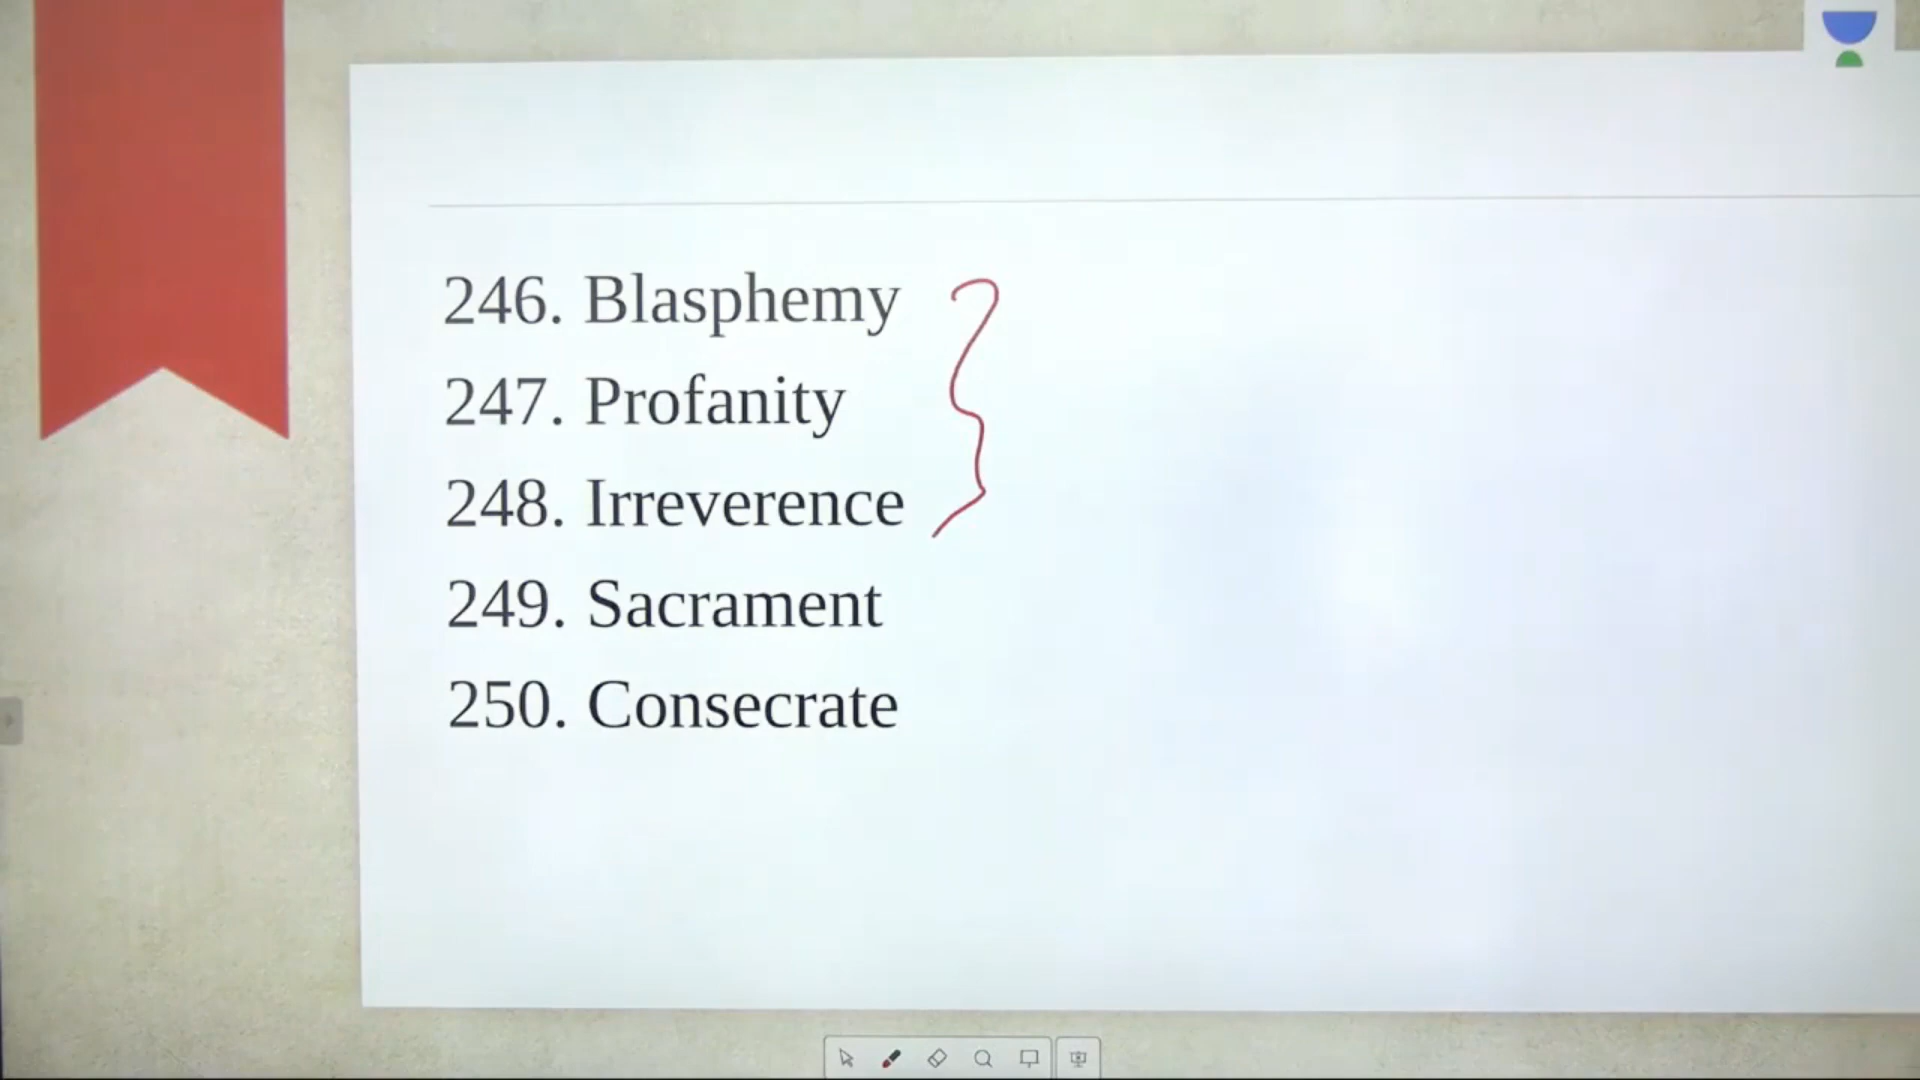 246. Blasphemy
247. Profanity
248. Irreverence
249. Sacrament
250. Consecrate